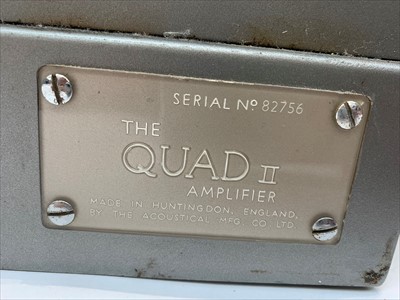 SERIAL Nº 82756
THE
QUAD II
AMPLIFIER
MADE IN HUNTINGDON, ENGLAND,
BY THE ACOUSTICAL MFG. CO. LTD.